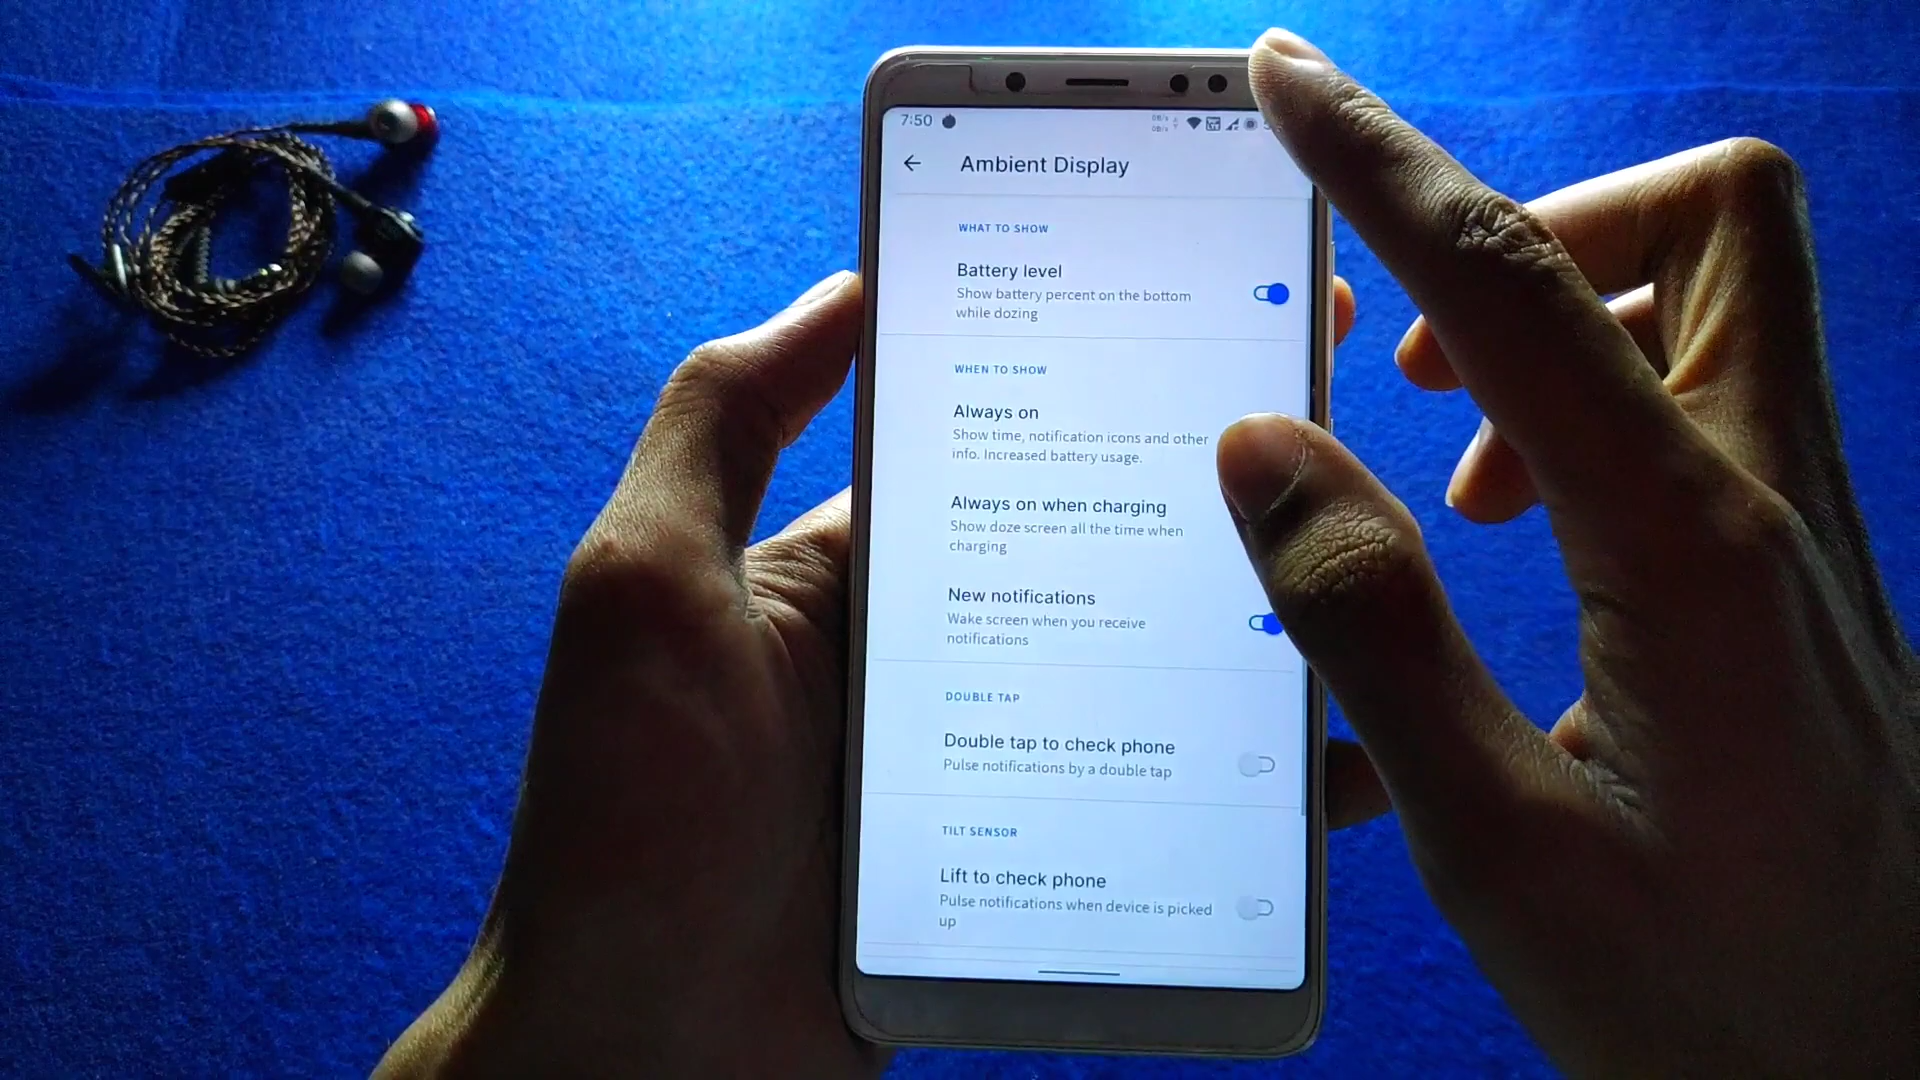 7:50
Ambient Display
WHAT TO SHOW
Battery level
Show battery percent on the bottom
while dozing
WHEN TO SHOW
Always on
Show time, notification icons and other
info. Increased battery usage.
Always on when charging
Show doze screen all the time when
charging
New notifications
Wake screen when you receive
notifications
DOUBLE TAP
Double tap to check phone
Pulse notifications by a double tap
TILT SENSOR
Lift to check phone
Pulse notifications when device is picked
up